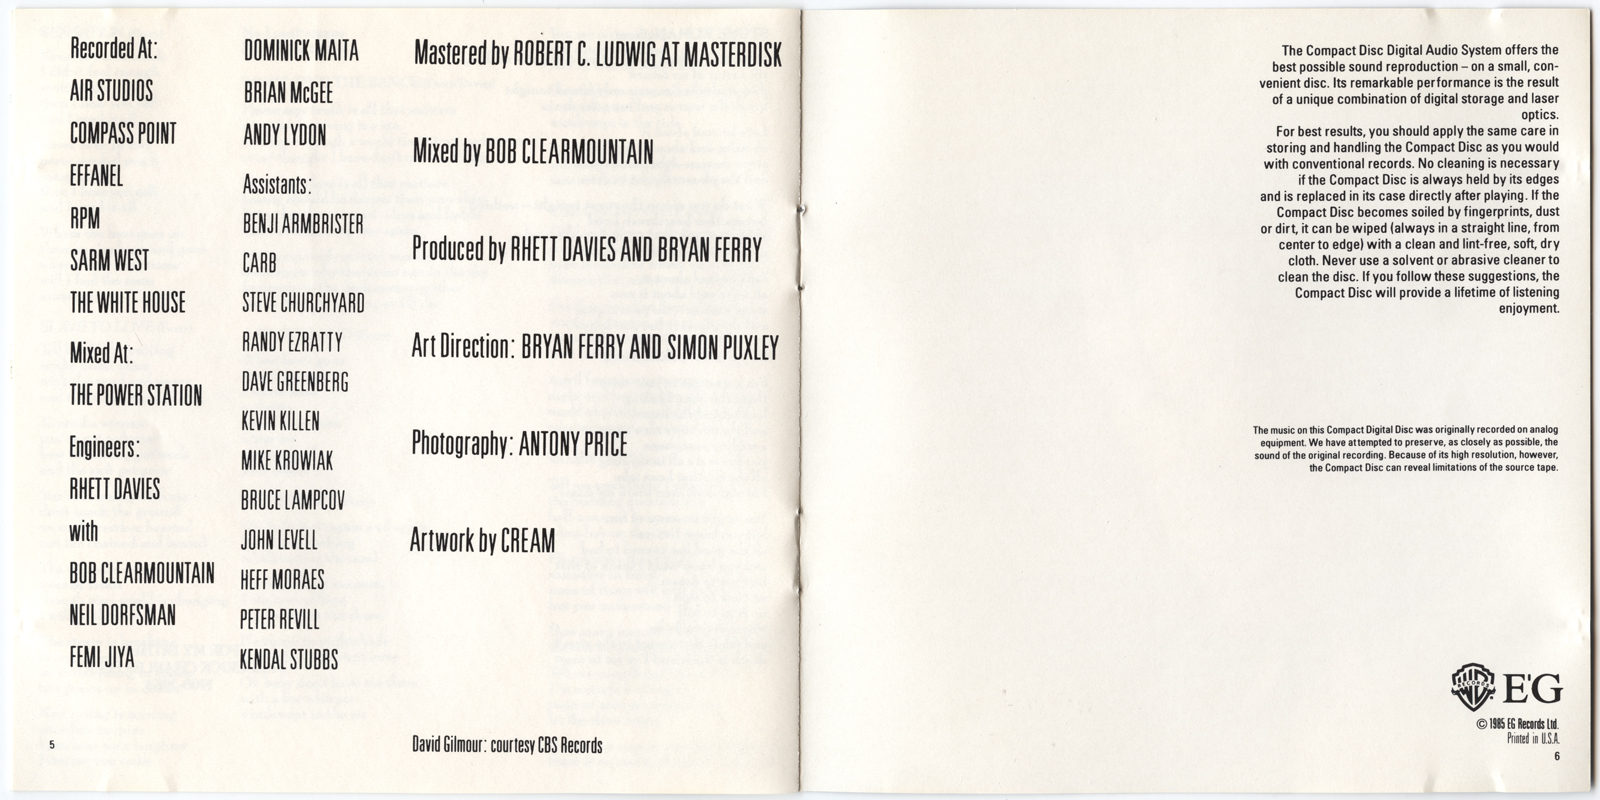 Recorded At:
AIR STUDIOS
COMPASS POINT
EFFANEL
RPM
SARM WEST
THE WHITE HOUSE
Mixed At:
THE POWER STATION
Engineers:
RHETT DAVIES
with
BOB CLEARMOUNTAIN
NEIL DORFSMAN
FEMI JIYA
5
DOMINICK MAITA
BRIAN McGEE
ANDY LYDON
Assistants:
BENJI ARMBRISTER
CARB
STEVE CHURCHYARD
RANDY EZRATTY
DAVE GREENBERG
KEVIN KILLEN
MIKE KROWIAK
BRUCE LAMPCOV
JOHN LEVELL
HEFF MORAES
PETER REVILL
KENDAL STUBBS
Mastered by ROBERT C. LUDWIG AT MASTERDISK
Mixed by BOB CLEARMOUNTAIN
Produced by RHETT DAVIES AND BRYAN FERRY
Art Direction: BRYAN FERRY AND SIMON PUXLEY
Photography: ANTONY PRICE
Artwork by CREAM
David Gilmour: courtesy CBS Records
The Compact Disc Digital Audio System offers the
best possible sound reproduction – on a small, con-
venient disc. Its remarkable performance is the result
of a unique combination of digital storage and laser
optics.
For best results, you should apply the same care in
storing and handling the Compact Disc as you would
with conventional records. No cleaning is necessary
if the Compact Disc is always held by its edges
and is replaced in its case directly after playing. If the
Compact Disc becomes soiled by fingerprints, dust
or dirt, it can be wiped (always in a straight line, from
center to edge) with a clean and lint-free, soft, dry
cloth. Never use a solvent or abrasive cleaner to
clean the disc. If you follow these suggestions, the
Compact Disc will provide a lifetime of listening
enjoyment.
The music on this Compact Digital Disc was originally recorded on analog
equipment. We have attempted to preserve, as closely as possible, the
sound of the original recording. Because of its high resolution, however,
the Compact Disc can reveal limitations of the source tape.
RECORDS
E'G
© 1985 EG Records Ltd.
Printed in U.S.A.
6